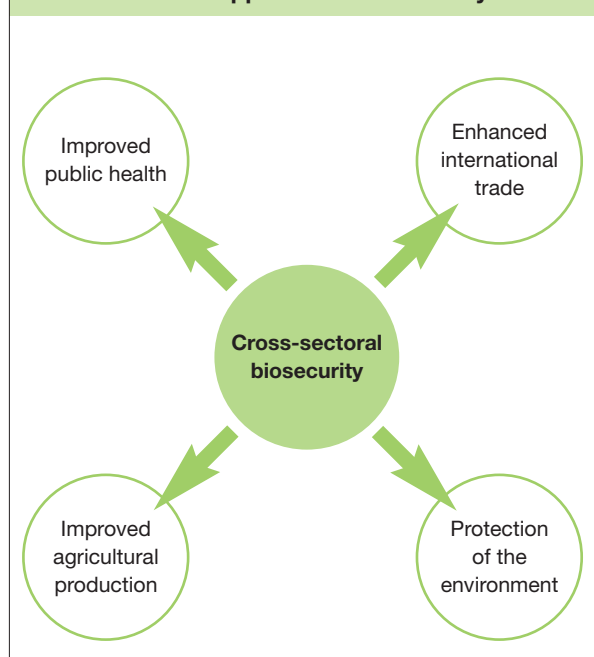 Improved
public health
Enhanced
international
trade
Cross-sectoral
biosecurity
Improved
agricultural
production
Protection
of the
environment